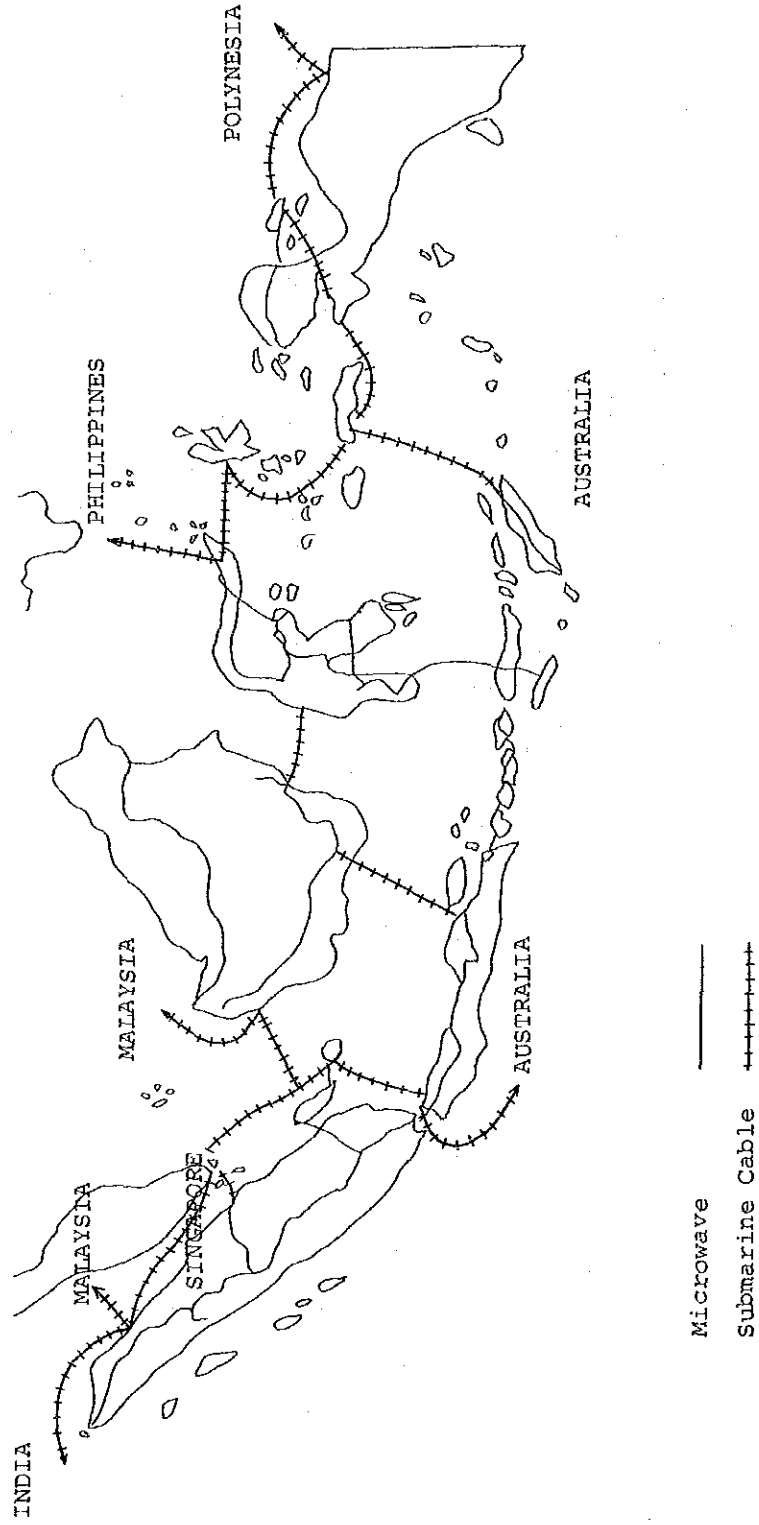 INDIA
MALAYSIA
SINGAPORE
MALAYSIA
PHILIPPINES
POLYNESIA
AUSTRALIA
AUSTRALIA
Microwave
Submarine Cable